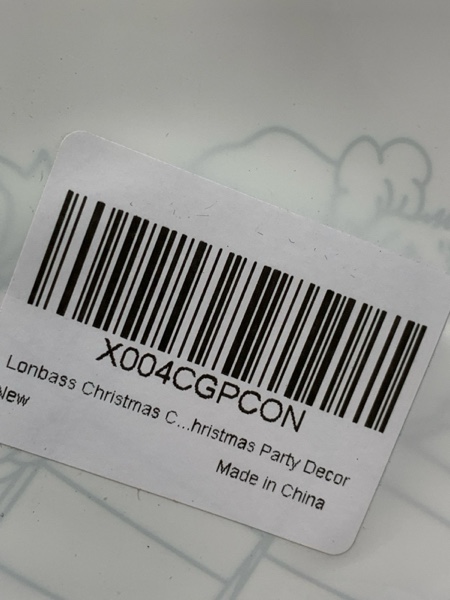 X004CGPCON
Lonbass Christmas C...hristmas Party Decor
New
Made in China